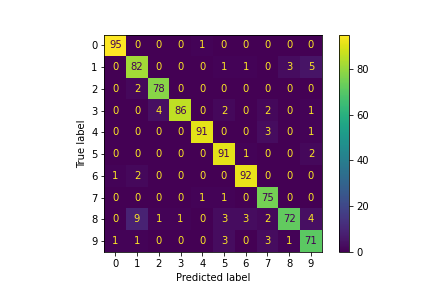 0 95 0 0 0 1 0 0 0 0 0
1 0 82 0 0 0 1 1 0 3 5
2 0 2 78 0 0 0 0 0 0 0
3 0 0 4 86 0 2 0 2 0 1
4 0 0 0 0 91 0 0 3 0 1
5 0 0 0 0 0 91 1 0 0 2
6 1 2 0 0 0 0 92 0 0 0
7 0 0 0 0 1 1 0 75 0 0
8 0 9 1 1 0 3 3 2 72 4
9 1 1 0 0 0 3 0 3 1 71
0 1 2 3 4 5 6 7 8 9
Predicted label
True label
80
60
40
20
0